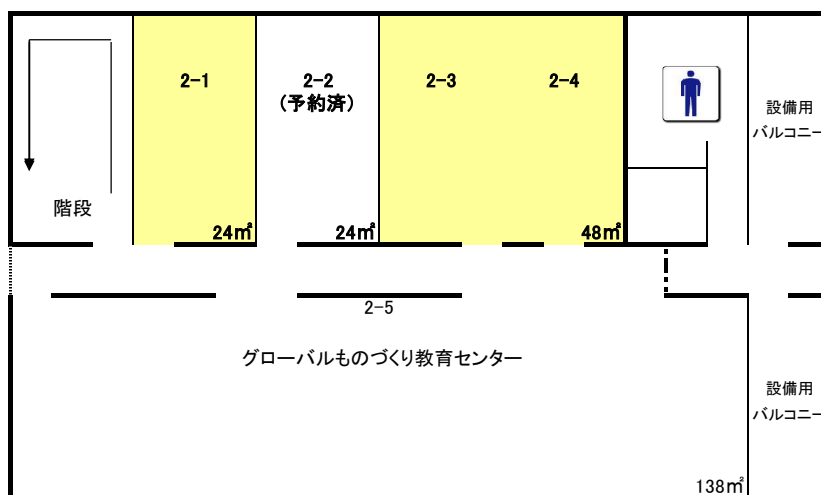 2-1
2-2
(予約済)
2-3
2-4
設備用
バルコニー
階段
24㎡
24㎡
48㎡
2-5
グローバルものづくり教育センター
設備用
バルコニー
138㎡